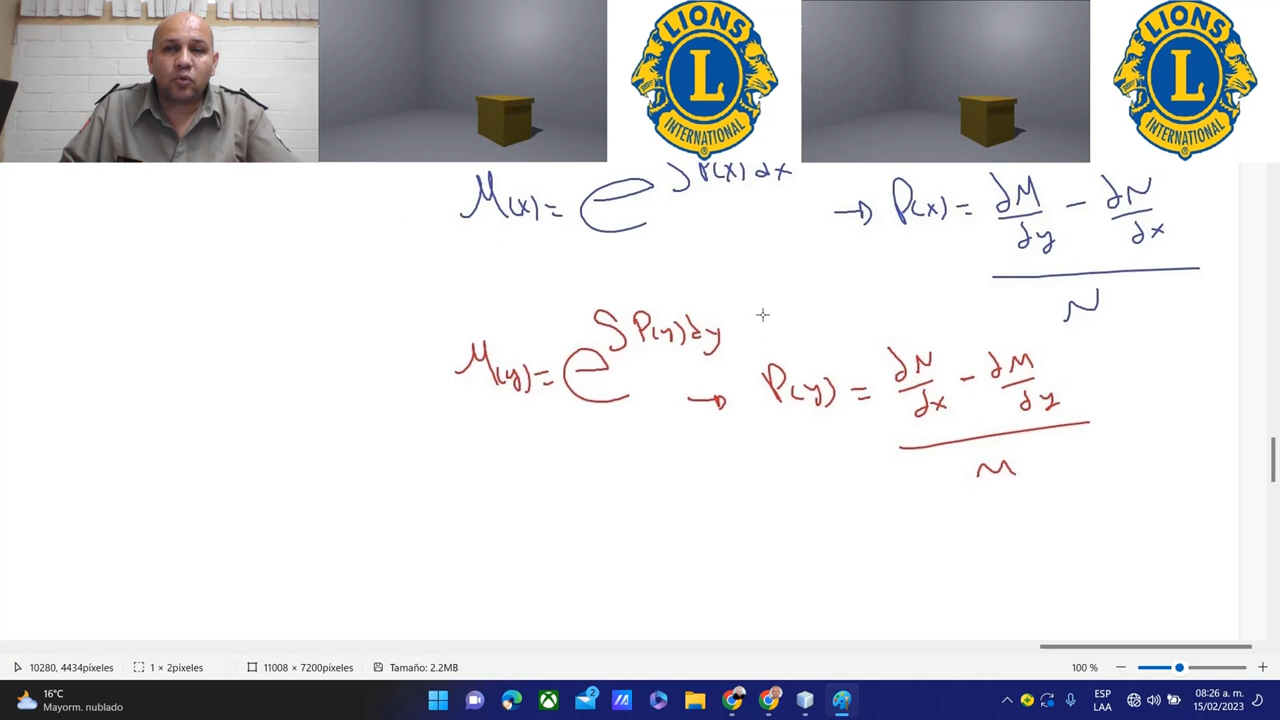 LIONS
L
INTERNATIONAL
LIONS
L
INTERNATIONAL
M(x) = e^∫P(x)dx → P(x) = (∂M/∂y - ∂N/∂x) / N
M(y) = e^∫P(y)dy → P(y) = (∂N/∂x - ∂M/∂y) / M
10280, 4434píxeles 1 × 2píxeles 11008 × 7200píxeles Tamaño: 2.2MB 100 %
16°C
Mayorm. nublado
2
ESP
LAA
08:26 a. m.
15/02/2023